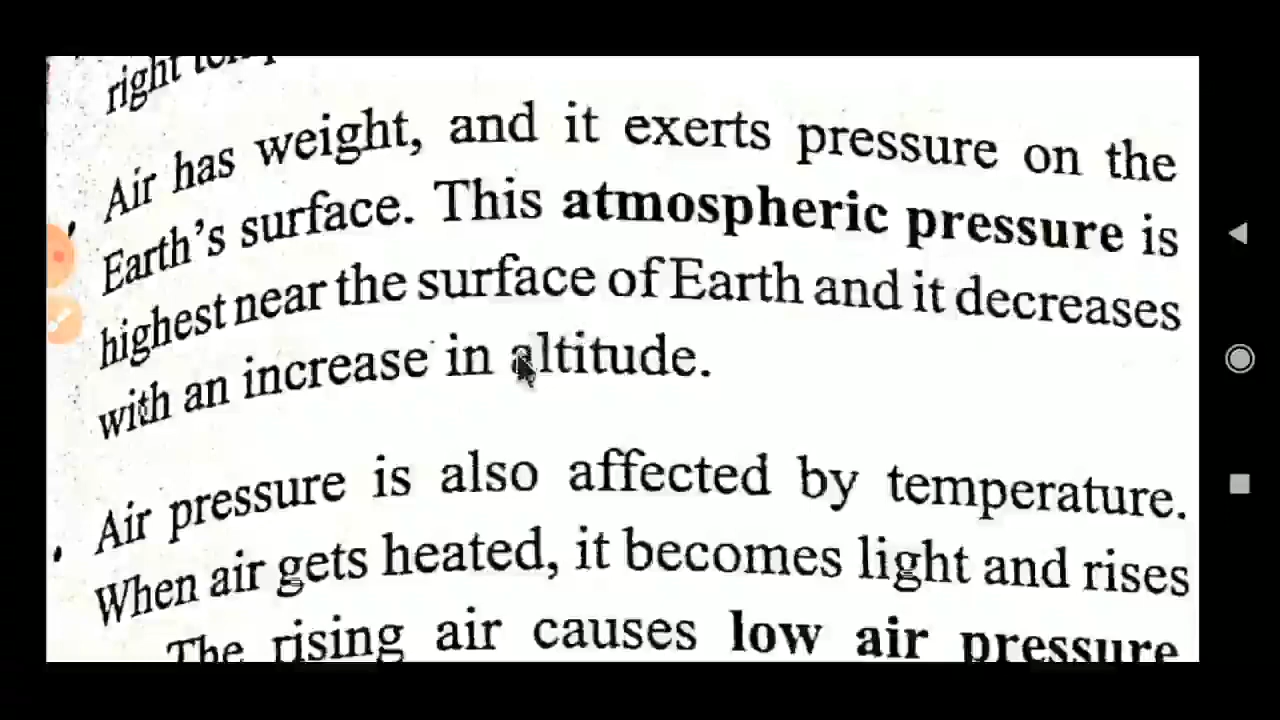 right
• Air has weight, and it exerts pressure on the
Earth's surface. This atmospheric pressure is
highest near the surface of Earth and it decreases
with an increase in altitude.
• Air pressure is also affected by temperature.
When air gets heated, it becomes light and rises
The rising air causes low air pressure